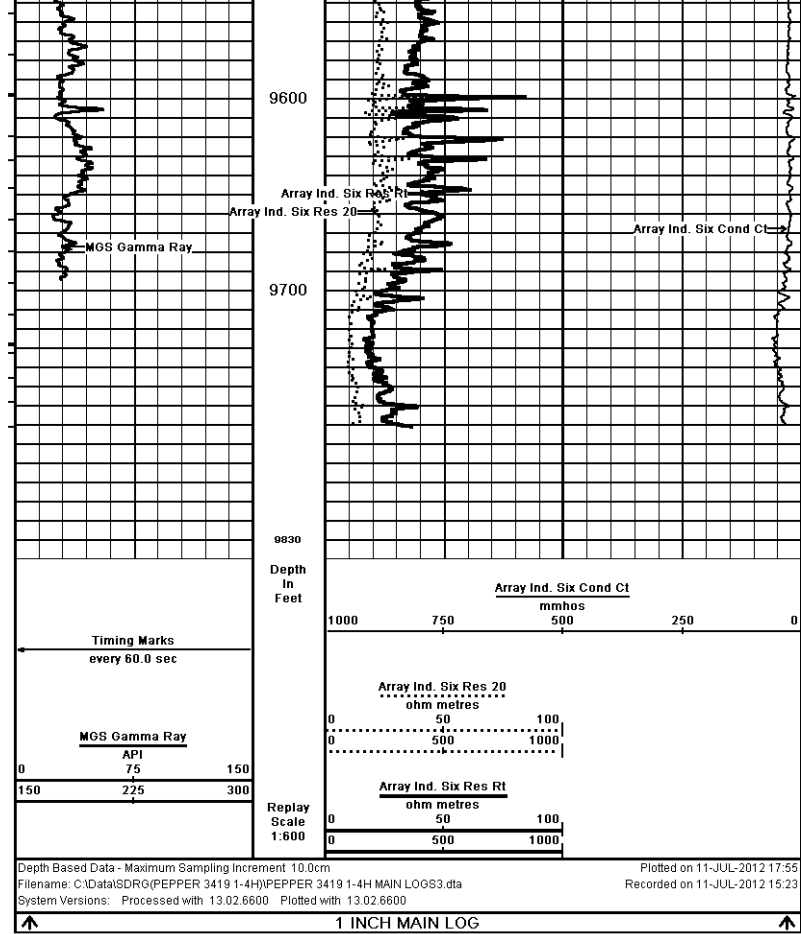 9600
Array Ind. Six Res Rt
Array Ind. Six Res 20
Array Ind. Six Cond Ct
MGS Gamma Ray
9700
9830
Depth
In
Feet
Array Ind. Six Cond Ct
mmhos
1000 750 500 250 0
Timing Marks
every 60.0 sec
Array Ind. Six Res 20
ohm metres
0 50 100
0 500 1000
MGS Gamma Ray
API
0 75 150
150 225 300
Array Ind. Six Res Rt
ohm metres
0 50 100
0 500 1000
Replay
Scale
1:600
Depth Based Data - Maximum Sampling Increment 10.0cm
Plotted on 11-JUL-2012 17:55
Filename: C:\Data\SDRG(PEPPER 3419 1-4H)\PEPPER 3419 1-4H MAIN LOGS3.dta
Recorded on 11-JUL-2012 15:23
System Versions: Processed with 13.02.6600 Plotted with 13.02.6600
1 INCH MAIN LOG